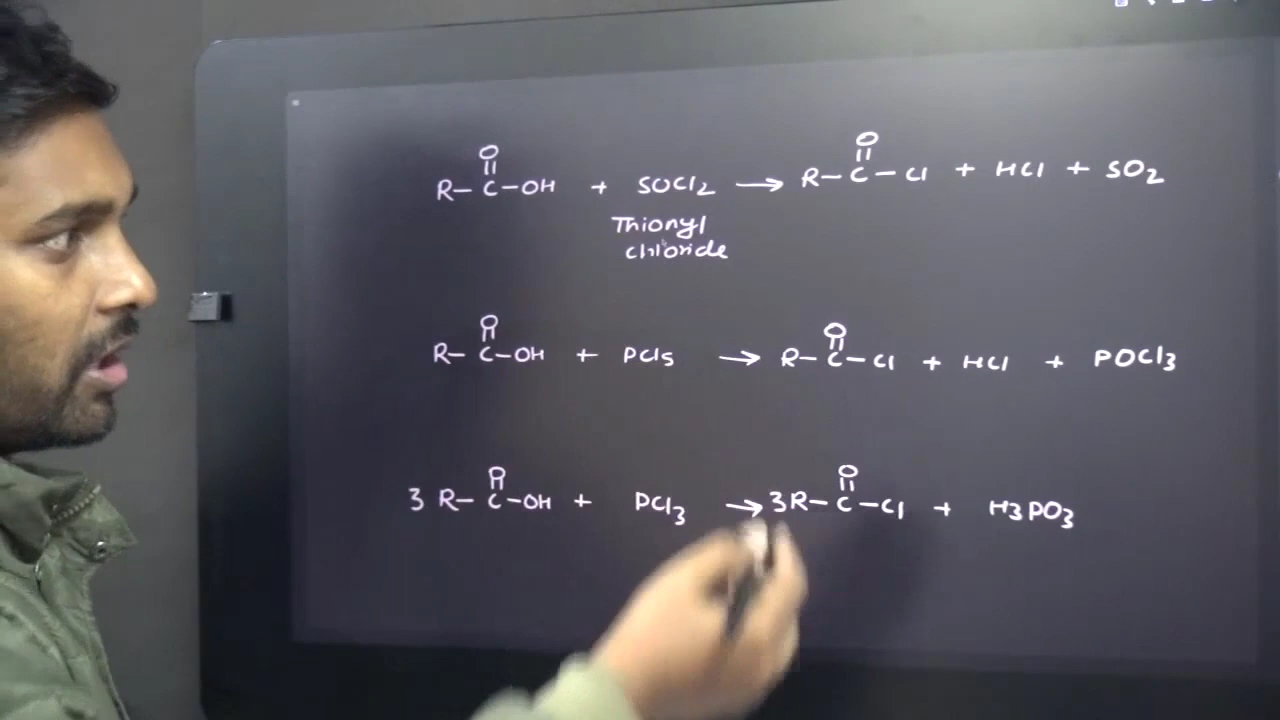 O
R–C–OH + SOCl2 → R–C–Cl + HCl + SO2
Thionyl
chloride
O O
R–C–OH + PCl5 → R–C–Cl + HCl + POCl3
O O
3 R–C–OH + PCl3 → 3R–C–Cl + H3PO3